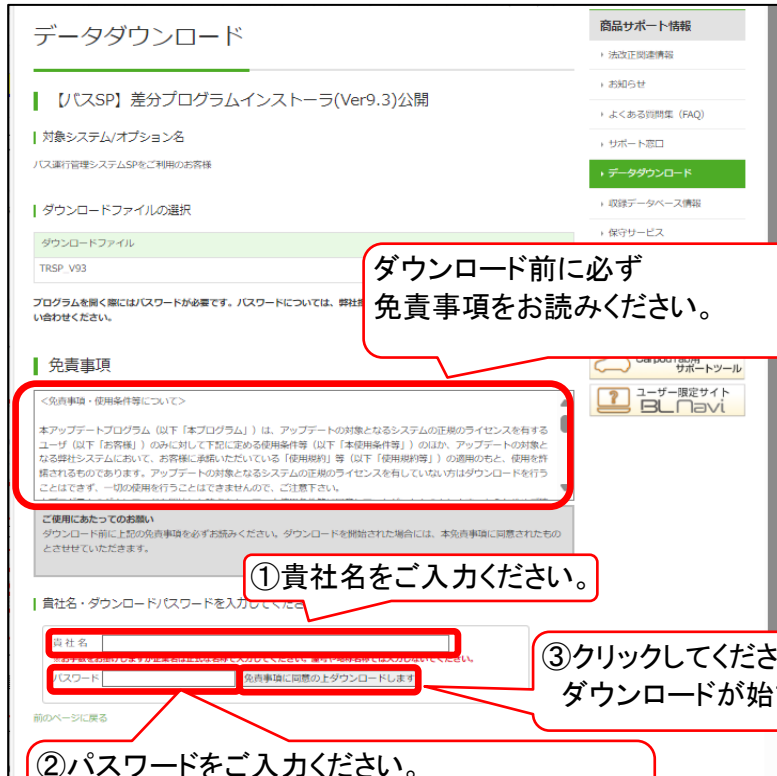 データダウンロード
【バスSP】差分プログラムインストーラ(Ver9.3)公開
対象システム/オプション名
バス運行管理システムSPをご利用のお客様
ダウンロードファイルの選択
ダウンロードファイル
TRSP_V93
プログラムを開く際にはパスワードが必要です。パスワードについては、弊社
い合わせください。
ダウンロード前に必ず
免責事項をお読みください。
免責事項
<免責事項・使用条件等について>
本アップデートプログラム（以下「本プログラム」）は、アップデートの対象となるシステムの正規のライセンスを有する
ユーザ（以下「お客様」）のみに対して下記に定める使用条件等（以下「本使用条件等」）のほか、アップデートの対象と
なる弊社システムにおいて、お客様に承諾いただいている「使用規約」等（以下「使用規約等」）の適用のもと、使用を許
諾されるものであります。アップデートの対象となるシステムの正規のライセンスを有していない方はダウンロードを行う
ことはできず、一切の使用を行うことはできませんので、ご注意下さい。
ご使用にあたってのお願い
ダウンロード前に上記の免責事項を必ずお読みください。ダウンロードを開始された場合には、本免責事項に同意されたもの
とさせていただきます。
①貴社名をご入力ください。
貴社名・ダウンロードパスワードを入力してくださ
貴社名
パスワード
免責事項に同意の上ダウンロードします
③クリックしてくださ
ダウンロードが始
前のページに戻る
②パスワードをご入力ください。
商品サポート情報
法改正関連情報
お知らせ
よくある質問集（FAQ）
サポート窓口
データダウンロード
収録データベース情報
保守サービス
サポートツール
ユーザー限定サイト
BLNavi